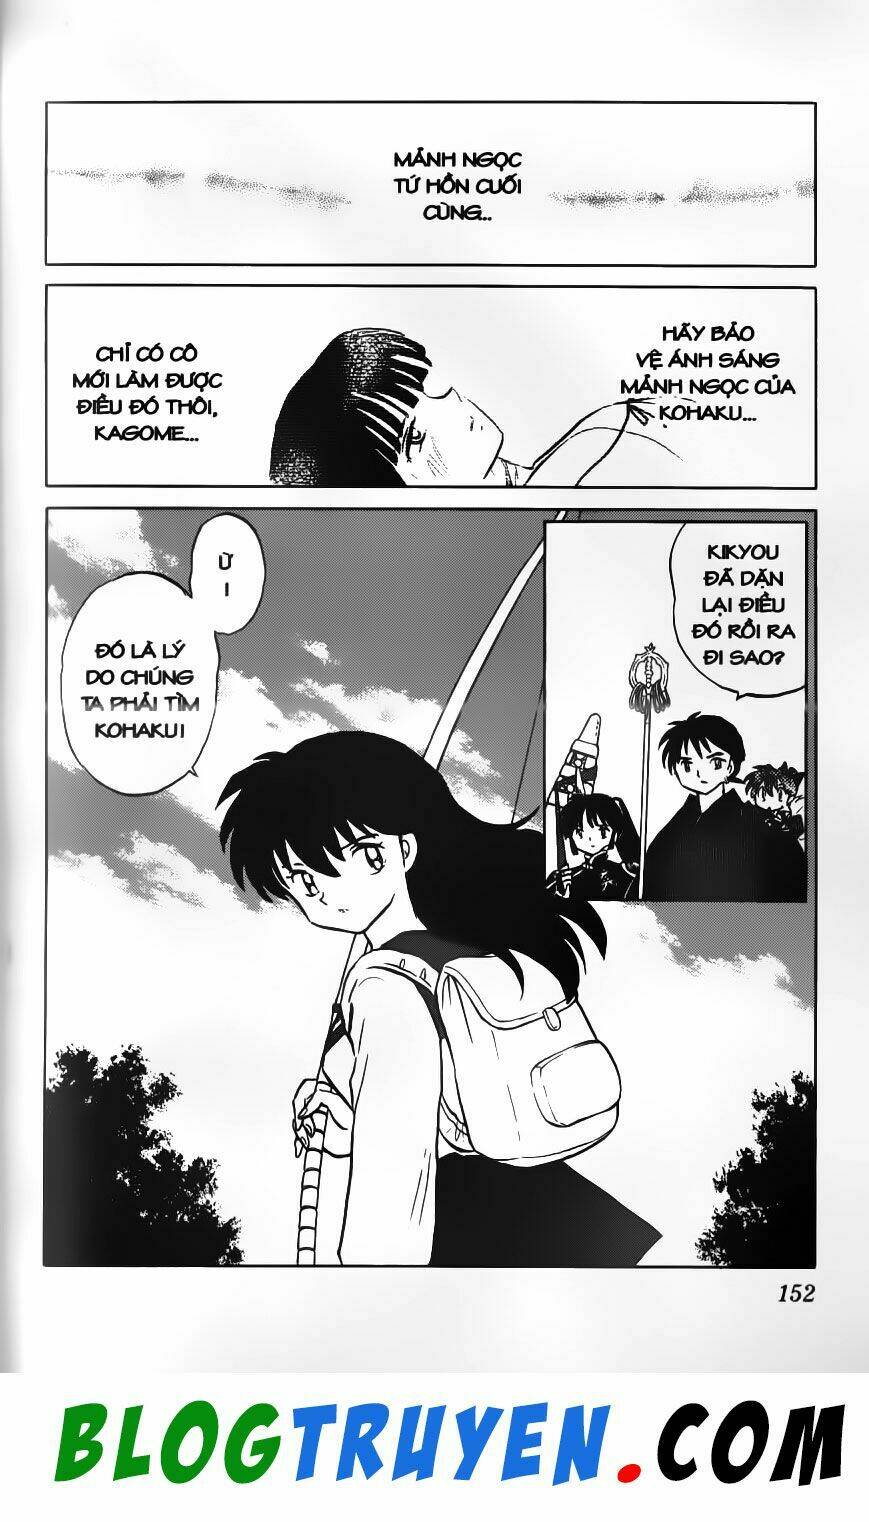 MẢNH NGỌC
TỨ HỒN CUỐI
CÙNG...
HÃY BẢO
VỆ ÁNH SÁNG
MẢNH NGỌC CỦA
KOHAKU...
CHỈ CÓ CÔ
MỚI LÀM ĐƯỢC
ĐIỀU ĐÓ THÔI,
KAGOME...
KIKYOU
ĐÃ DẶN
LẠI ĐIỀU
ĐÓ RỒI RA
ĐI SAO?
Ừ
!
ĐÓ LÀ LÝ
DO CHÚNG
TA PHẢI TÌM
KOHAKU!
152
BLOGTRUYEN.COM